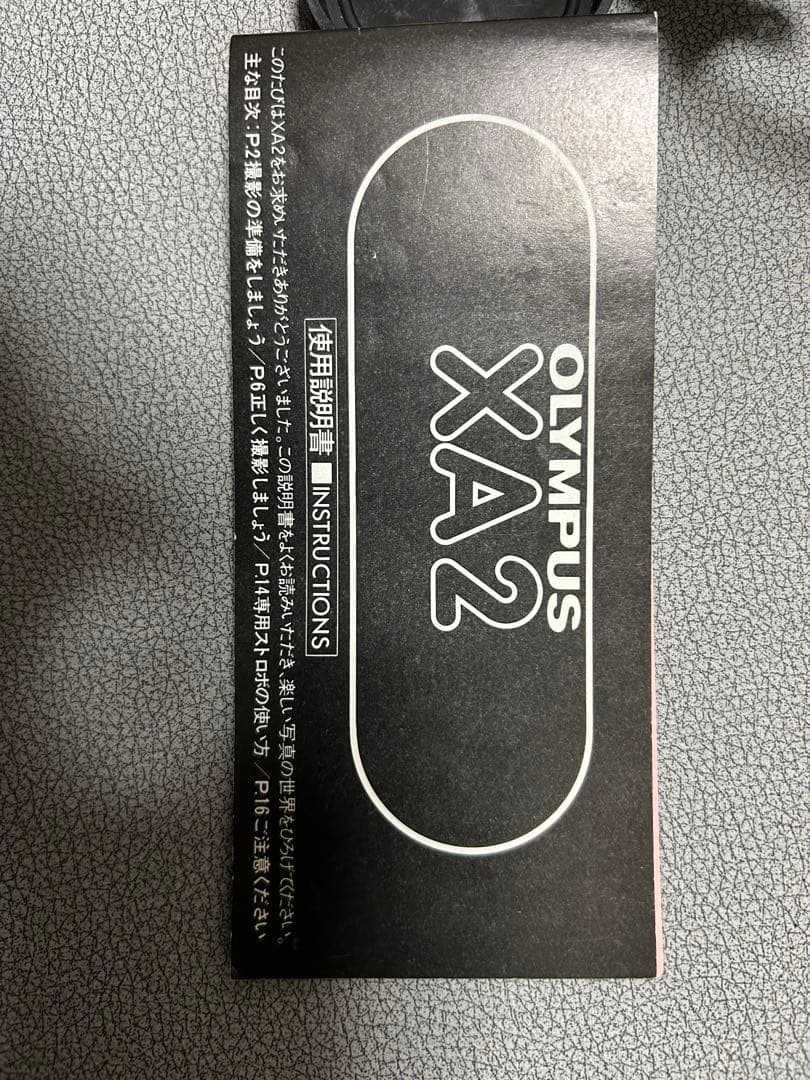 OLYMPUS
XA2
使用説明書 ■INSTRUCTIONS
このたびはXA2をお求めいただきありがとうございました。この説明書をよくお読みいただき、楽しい写真の世界をひろげてください。
主な目次：P.2撮影の準備をしましょう／P.6正しく撮影しましょう／P.14専用ストロボの使い方／P.16ご注意ください